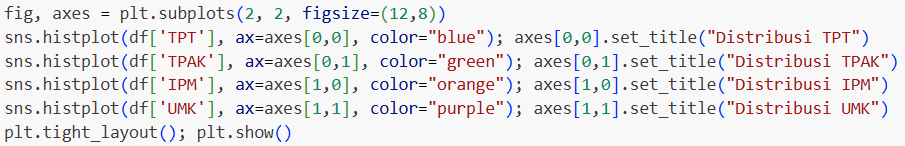 fig, axes = plt.subplots(2, 2, figsize=(12,8))
sns.histplot(df['TPT'], ax=axes[0,0], color="blue"); axes[0,0].set_title("Distribusi TPT")
sns.histplot(df['TPAK'], ax=axes[0,1], color="green"); axes[0,1].set_title("Distribusi TPAK")
sns.histplot(df['IPM'], ax=axes[1,0], color="orange"); axes[1,0].set_title("Distribusi IPM")
sns.histplot(df['UMK'], ax=axes[1,1], color="purple"); axes[1,1].set_title("Distribusi UMK")
plt.tight_layout(); plt.show()